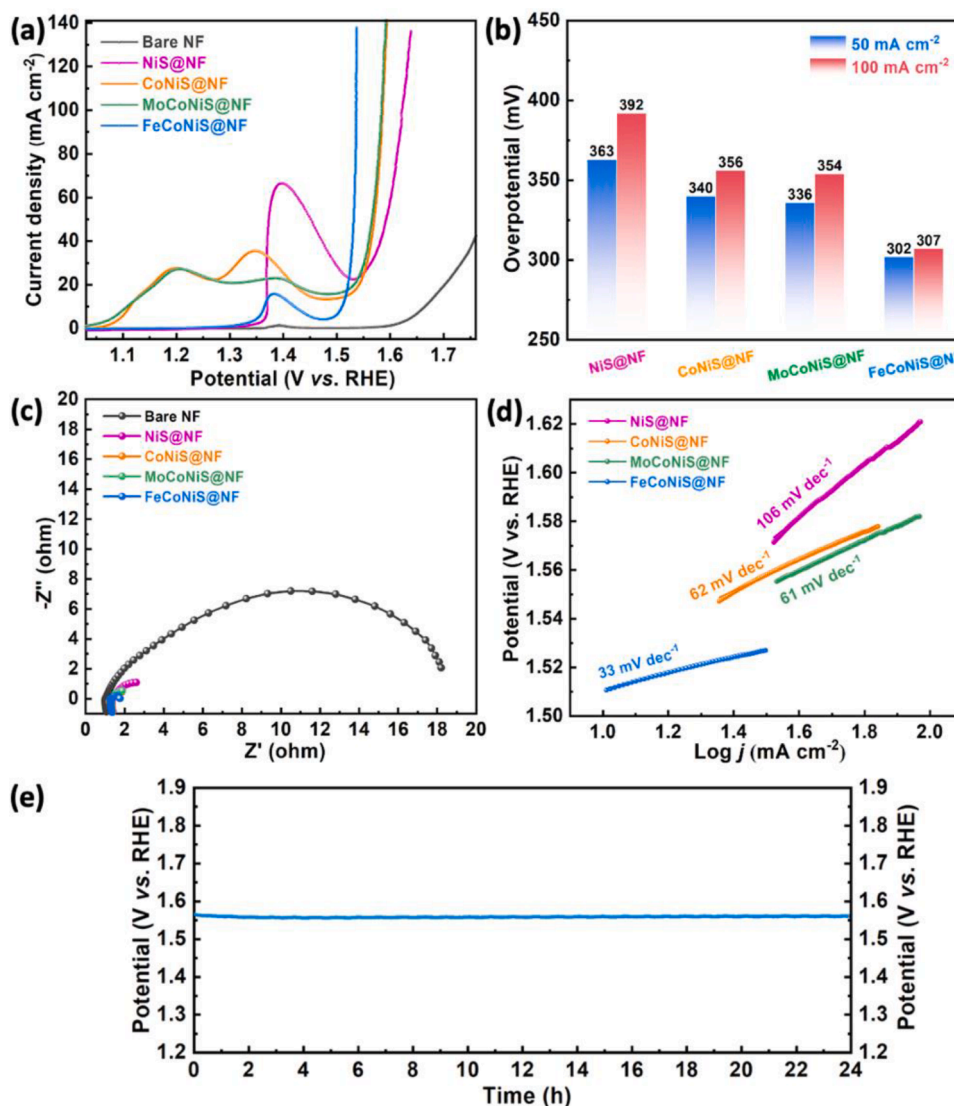 (a)
140
120
100
80
60
40
20
0
Current density (mA cm⁻²)
Bare NF
NiS@NF
CoNiS@NF
MoCoNiS@NF
FeCoNiS@NF
1.1 1.2 1.3 1.4 1.5 1.6 1.7
Potential (V vs. RHE)
(b)
450
400
350
300
250
Overpotential (mV)
50 mA cm⁻²
100 mA cm⁻²
363 392
340 356
336 354
302 307
NiS@NF CoNiS@NF MoCoNiS@NF FeCoNiS@N
(c)
20
18
16
14
12
10
8
6
4
2
0
-Z'' (ohm)
Bare NF
NiS@NF
CoNiS@NF
MoCoNiS@NF
FeCoNiS@NF
0 2 4 6 8 10 12 14 16 18 20
Z' (ohm)
(d)
1.62
1.60
1.58
1.56
1.54
1.52
1.50
Potential (V vs. RHE)
NiS@NF
CoNiS@NF
MoCoNiS@NF
FeCoNiS@NF
106 mV dec⁻¹
62 mV dec⁻¹
61 mV dec⁻¹
33 mV dec⁻¹
1.0 1.2 1.4 1.6 1.8 2.0
Log j (mA cm⁻²)
(e)
1.9
1.8
1.7
1.6
1.5
1.4
1.3
1.2
Potential (V vs. RHE)
1.9
1.8
1.7
1.6
1.5
1.4
1.3
1.2
Potential (V vs. RHE)
0 2 4 6 8 10 12 14 16 18 20 22 24
Time (h)